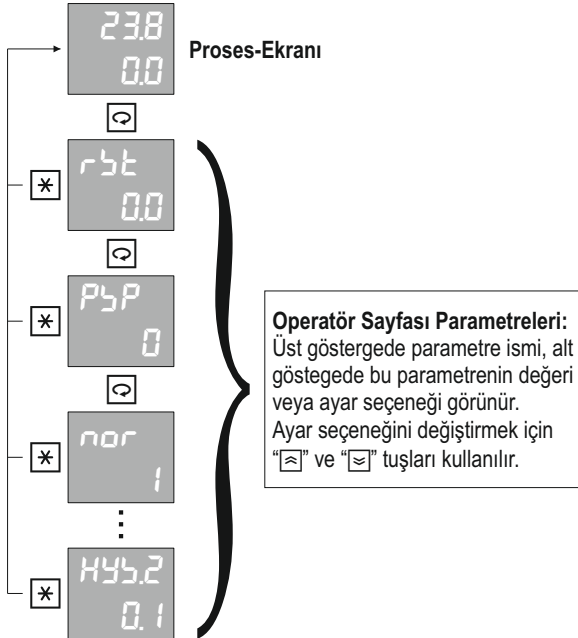 23.8
0.0
Proses-Ekranı
rSt
0.0
PSP
0
nor
1
HYS.2
0.1
Operatör Sayfası Parametreleri:
Üst göstergede parametre ismi, alt
göstegede bu parametrenin değeri
veya ayar seçeneği görünür.
Ayar seçeneğini değiştirmek için
“ ” ve “ ” tuşları kullanılır.